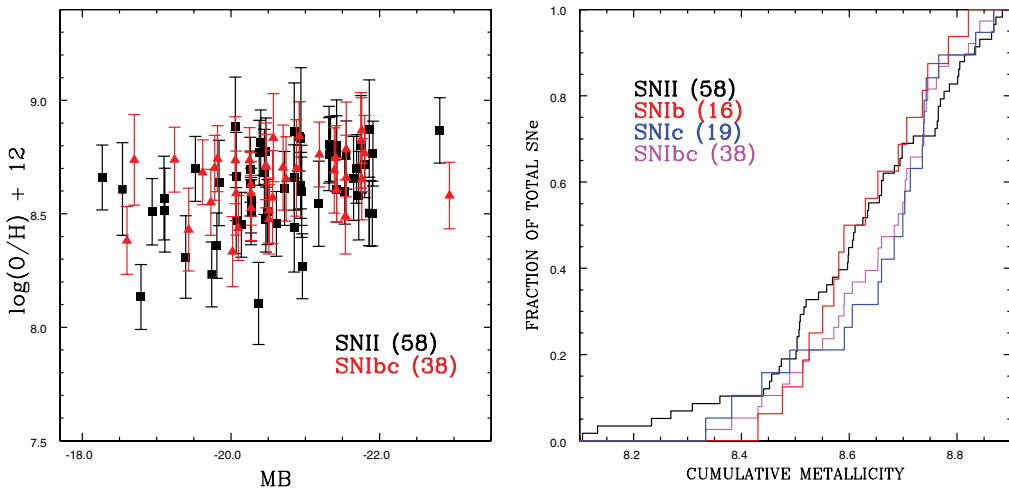 9.0
8.5
8.0
7.5
log(O/H) + 12
-18.0
-20.0
-22.0
MB
SNII (58)
SNIbc (38)
1.0
0.8
0.6
0.4
0.2
0.0
FRACTION OF TOTAL SNe
8.2
8.4
8.6
8.8
CUMULATIVE METALLICITY
SNII (58)
SNIb (16)
SNIc (19)
SNIbc (38)